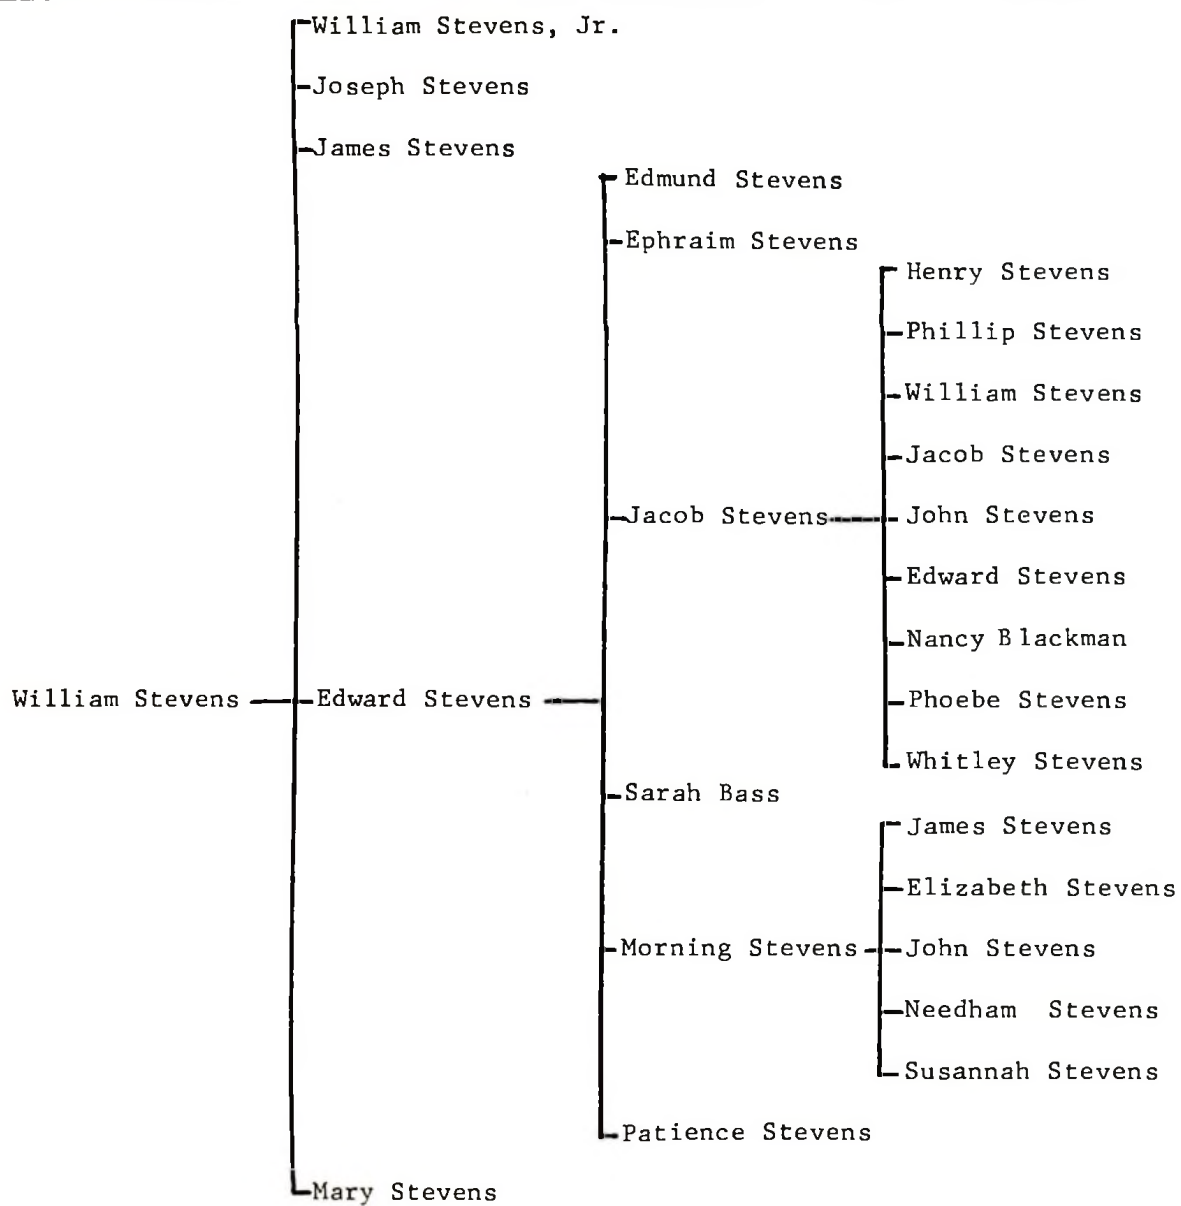 William Stevens, Jr.
Joseph Stevens
James Stevens
Edmund Stevens
Ephraim Stevens
Henry Stevens
Phillip Stevens
William Stevens
Jacob Stevens
Jacob Stevens
John Stevens
Edward Stevens
Nancy Blackman
William Stevens
Edward Stevens
Phoebe Stevens
Whitley Stevens
Sarah Bass
James Stevens
Elizabeth Stevens
Morning Stevens
John Stevens
Needham Stevens
Susannah Stevens
Patience Stevens
Mary Stevens